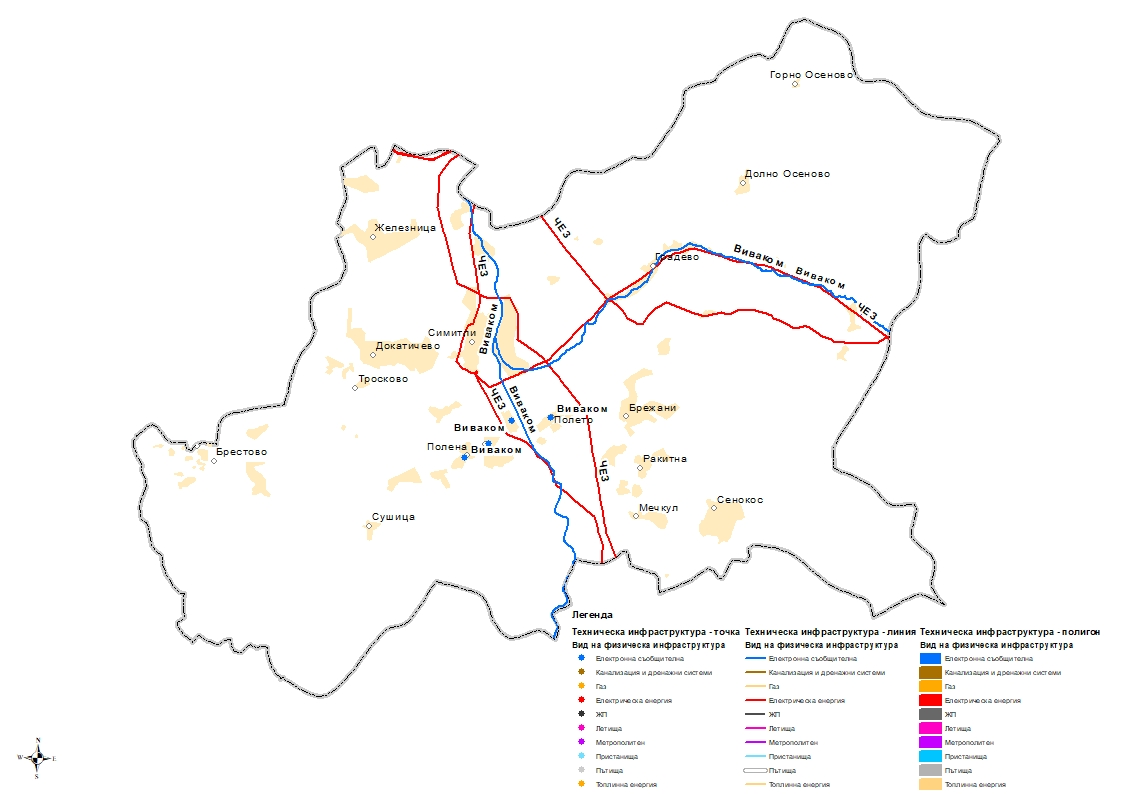 Горно Осеново
Долно Осеново
Железница
ЧЕЗ
ЧЕЗ
Градево
Виваком
Виваком
ЧЕЗ
Симитли
Виваком
Докатичево
Тросково
ЧЕЗ
Виваком
Виваком
Полето
Брежани
Виваком
Полена
Виваком
Брестово
ЧЕЗ
Ракитна
Сушица
Мечкул
Сенокос
Легенда
Техническа инфраструктура - точка
Вид на физическа инфраструктура
Електронна съобщителна
Канализация и дренажни системи
Газ
Електрическа енергия
ЖП
Летища
Метрополитен
Пристанища
Пътища
Топлинна енергия
Техническа инфраструктура - линия
Вид на физическа инфраструктура
Електронна съобщителна
Канализация и дренажни системи
Газ
Електрическа енергия
ЖП
Летища
Метрополитен
Пристанища
Пътища
Топлинна енергия
Техническа инфраструктура - полигон
Вид на физическа инфраструктура
Електронна съобщителна
Канализация и дренажни системи
Газ
Електрическа енергия
ЖП
Летища
Метрополитен
Пристанища
Пътища
Топлинна енергия
N
W E
S